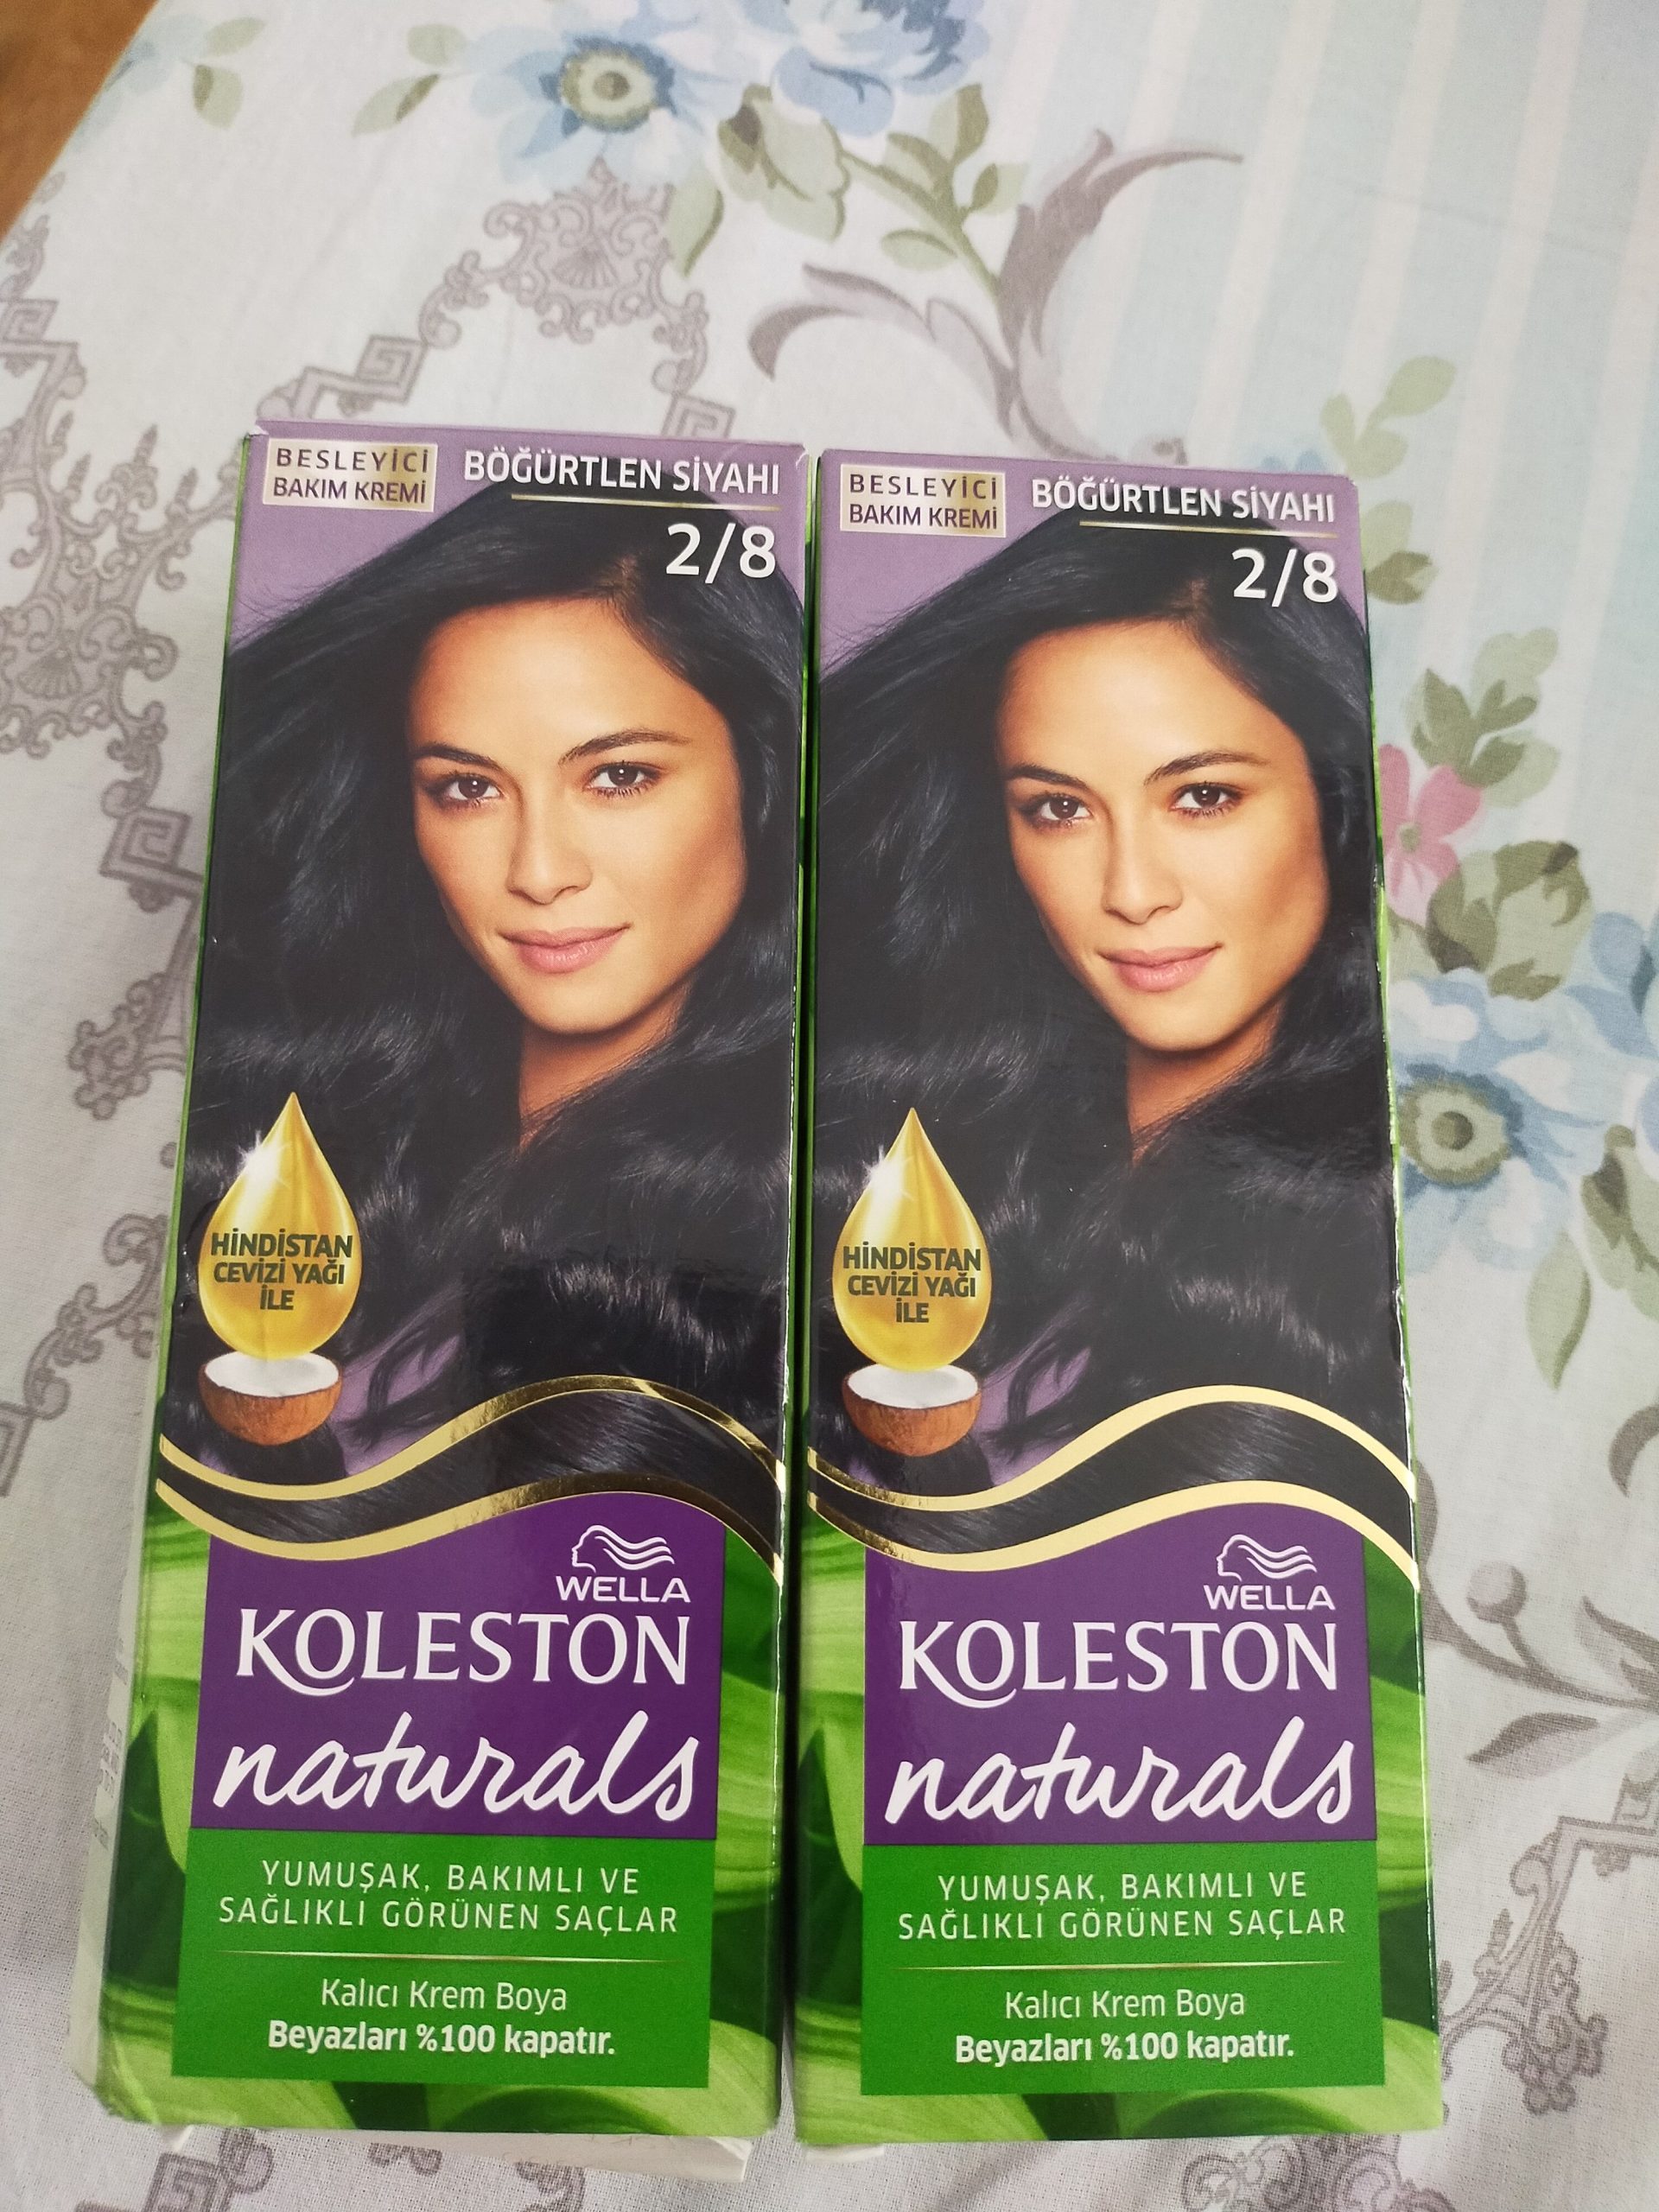 BESLEYİCİ
BAKIM KREMİ
BÖĞÜRTLEN SİYAHI
2/8
HİNDİSTAN
CEVİZİ YAĞI
İLE
WELLA
KOLESTON
naturals
YUMUŞAK, BAKIMLI VE
SAĞLIKLI GÖRÜNEN SAÇLAR
Kalıcı Krem Boya
Beyazları %100 kapatır.
BESLEYİCİ
BAKIM KREMİ
BÖĞÜRTLEN SİYAHI
2/8
HİNDİSTAN
CEVİZİ YAĞI
İLE
WELLA
KOLESTON
naturals
YUMUŞAK, BAKIMLI VE
SAĞLIKLI GÖRÜNEN SAÇLAR
Kalıcı Krem Boya
Beyazları %100 kapatır.